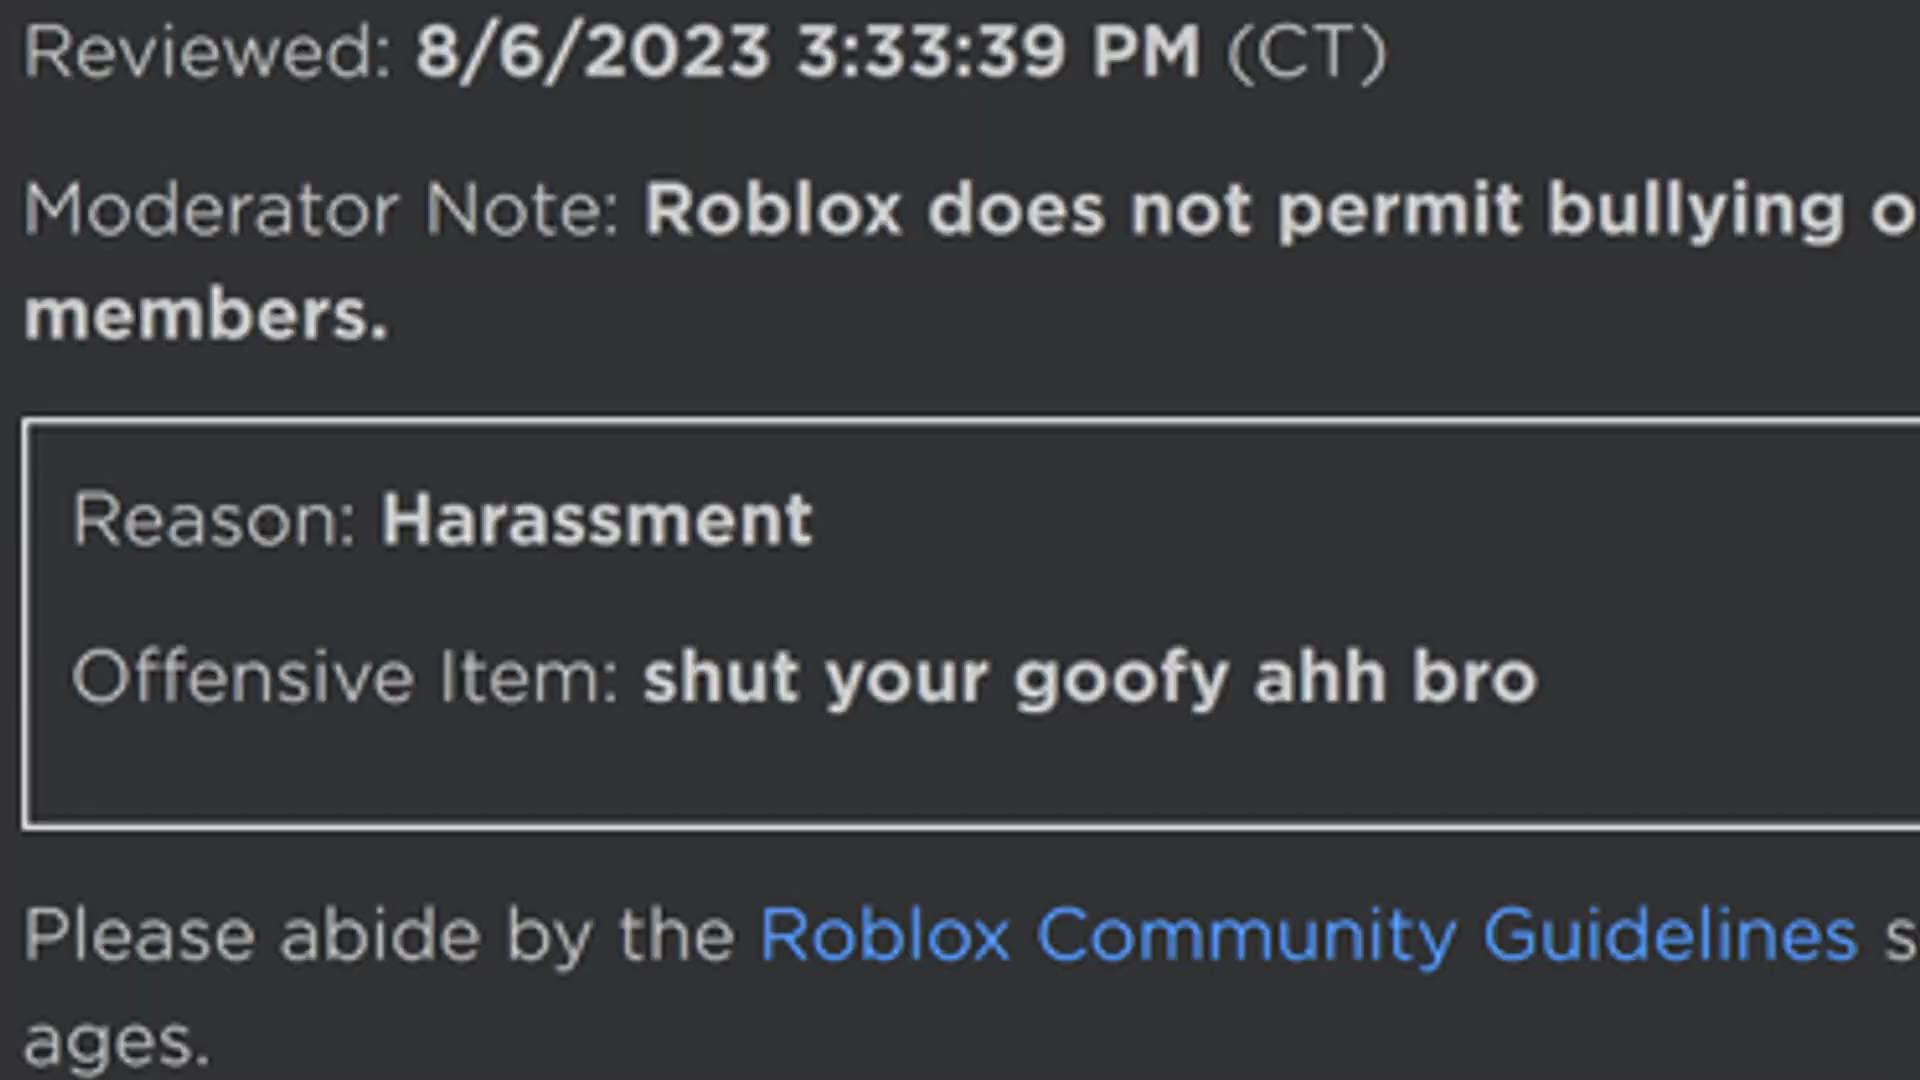 Reviewed: 8/6/2023 3:33:39 PM (CT)
Moderator Note: Roblox does not permit bullying o
members.
Reason: Harassment
Offensive Item: shut your goofy ahh bro
Please abide by the Roblox Community Guidelines s
ages.